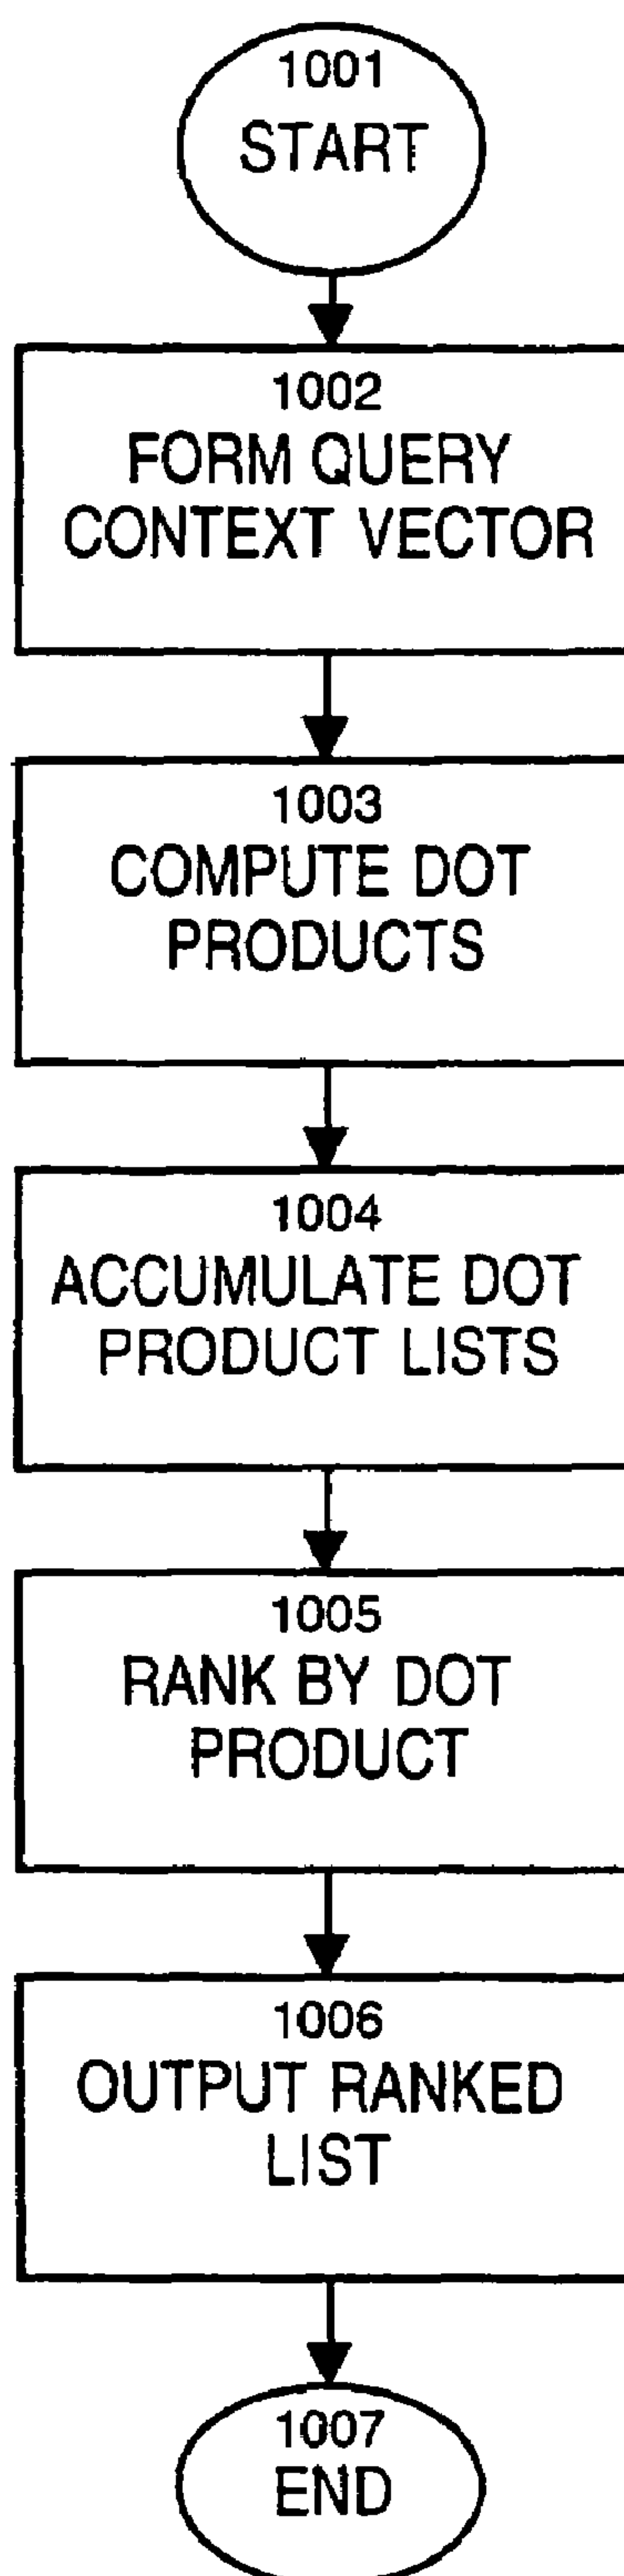 1001
START
1002
FORM QUERY
CONTEXT VECTOR
1003
COMPUTE DOT
PRODUCTS
1004
ACCUMULATE DOT
PRODUCT LISTS
1005
RANK BY DOT
PRODUCT
1006
OUTPUT RANKED
LIST
1007
END